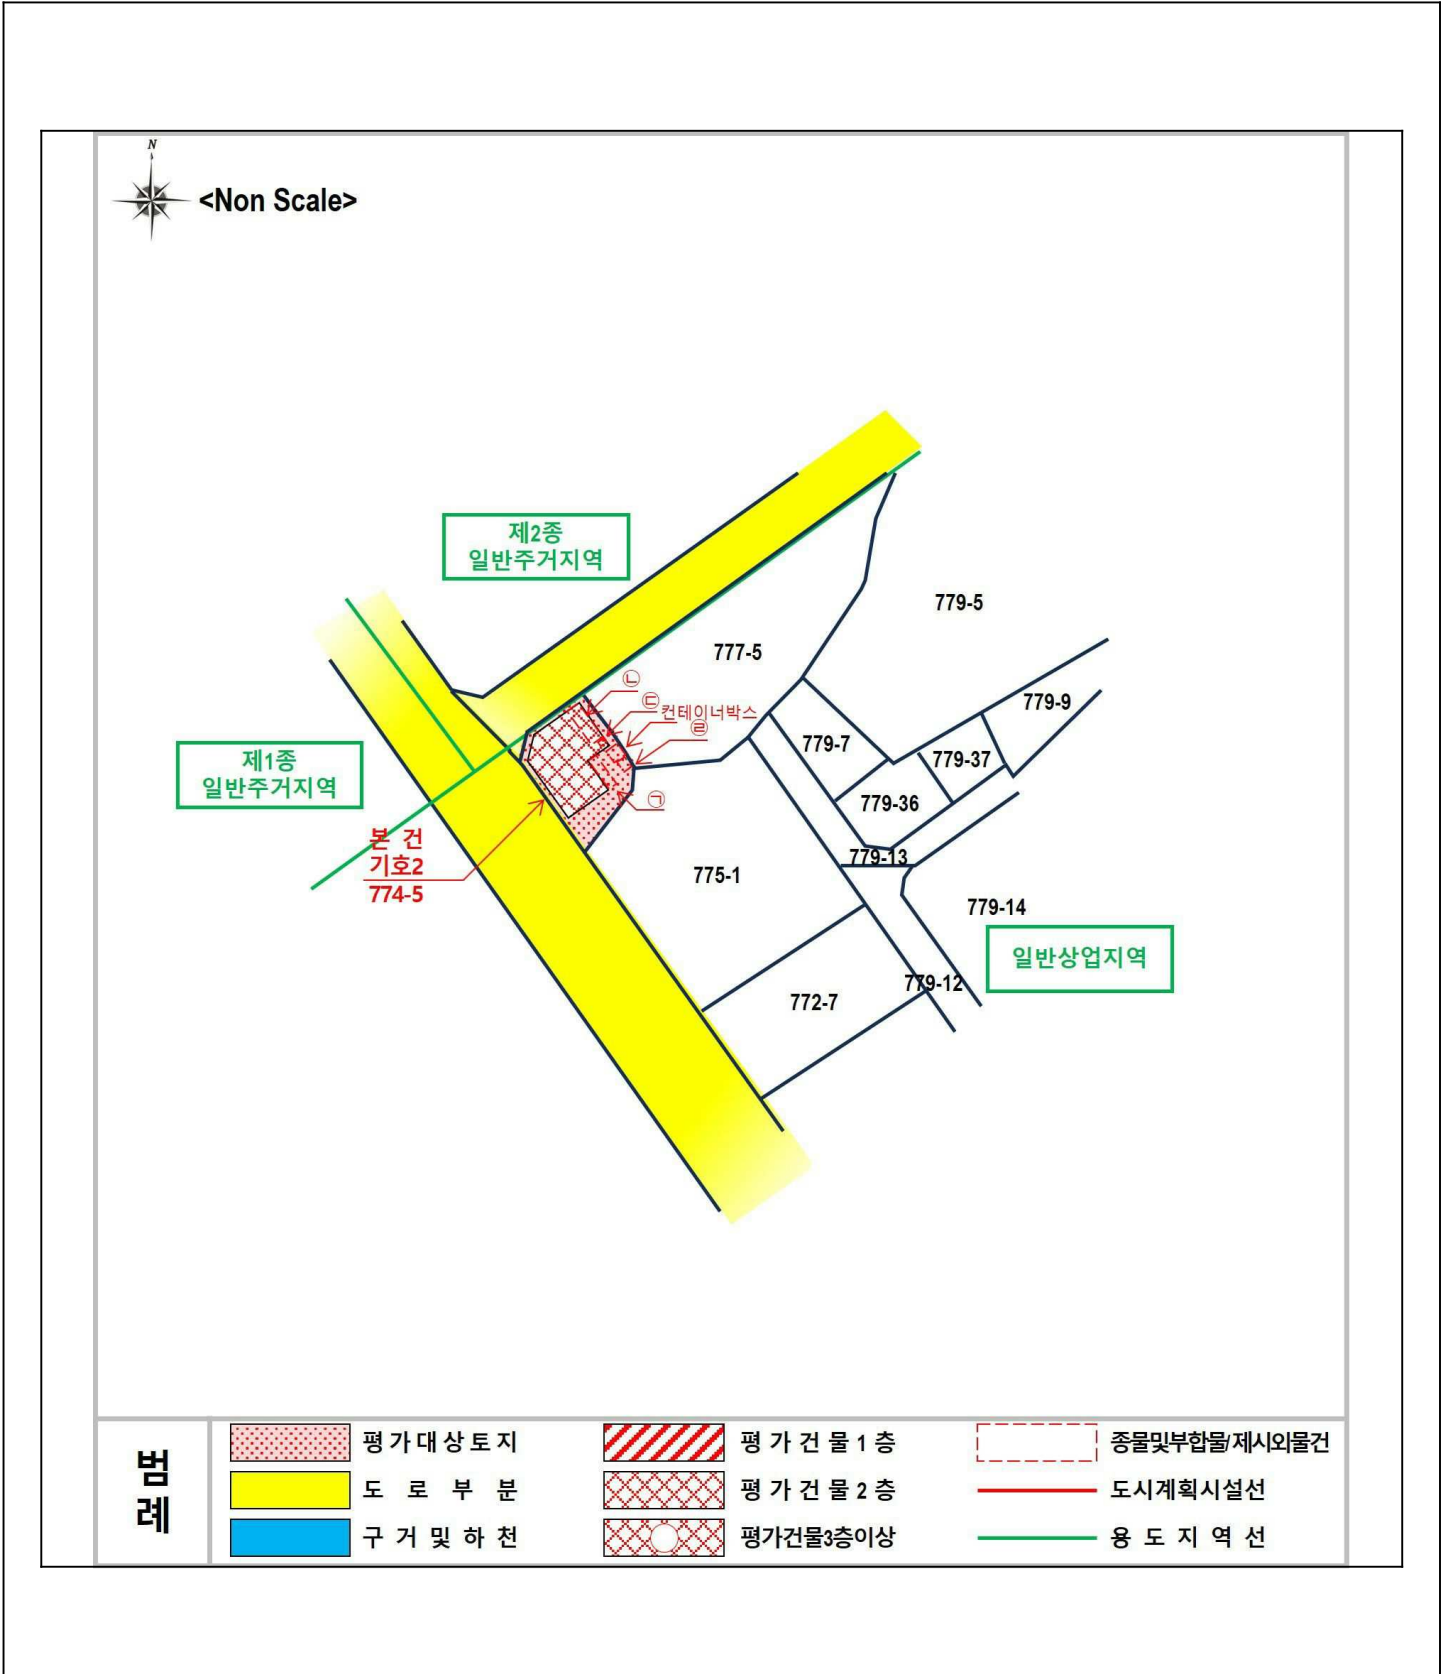 N
<Non Scale>
제2종
일반주거지역
779-5
777-5
㉡
㉢
779-9
컨테이너박스
㉣
779-7
779-37
제1종
일반주거지역
㉠
779-36
본 건
기호2
774-5
779-13
775-1
779-14
일반상업지역
779-12
772-7
범례
평가대상토지
도 로 부 분
구 거 및 하 천
평 가 건 물 1 층
평 가 건 물 2 층
평가건물3층이상
종물및부합물/제시외물건
도시계획시설선
용 도 지 역 선